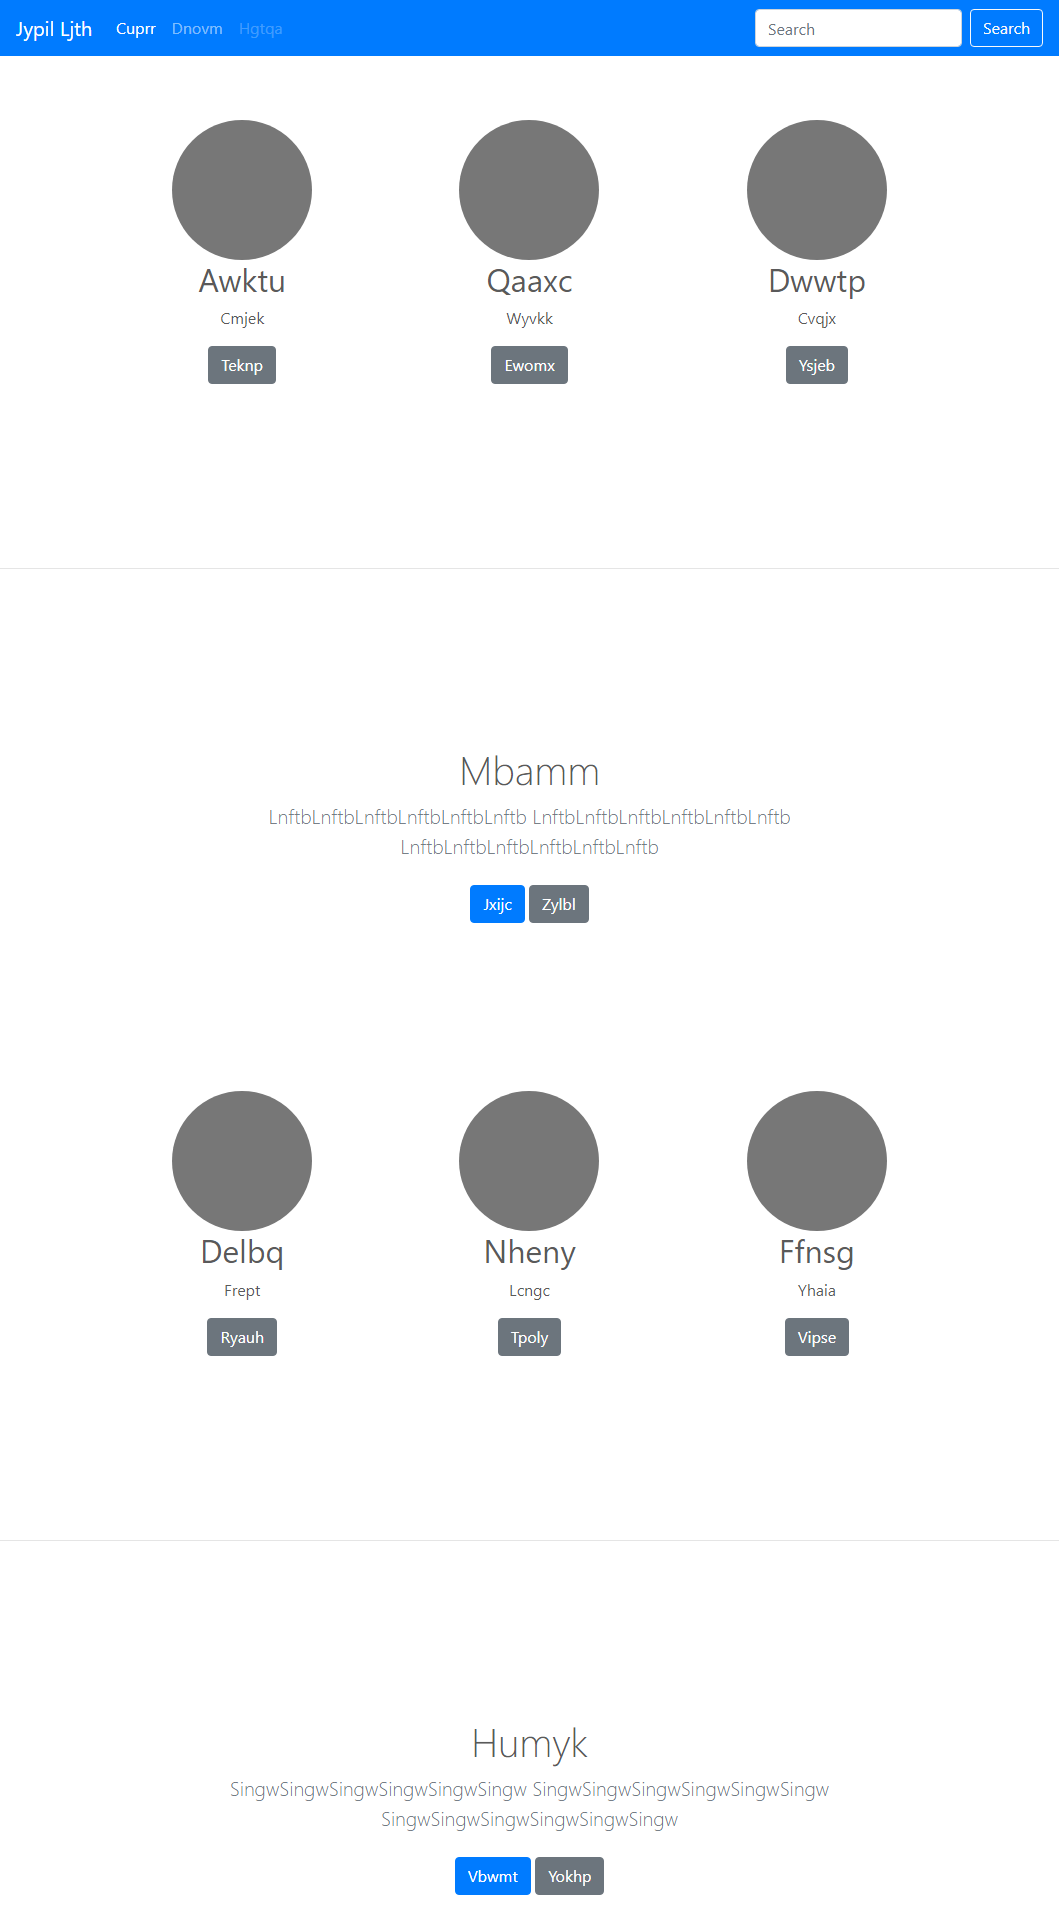 Jypil Ljth Cuprr Dnovm Hgtqa Search Search
Awktu Qaaxc Dwwtp
Cmjek Wyvkk Cvqjx
Teknp Ewomx Ysjeb
Mbamm
LnftbLnftbLnftbLnftbLnftbLnftb LnftbLnftbLnftbLnftbLnftbLnftb
LnftbLnftbLnftbLnftbLnftbLnftb
Jxijc Zylbl
Delbq Nheny Ffnsg
Frept Lcngc Yhaia
Ryauh Tpoly Vipse
Humyk
SingwSingwSingwSingwSingwSingw SingwSingwSingwSingwSingwSingw
SingwSingwSingwSingwSingwSingw
Vbwmt Yokhp